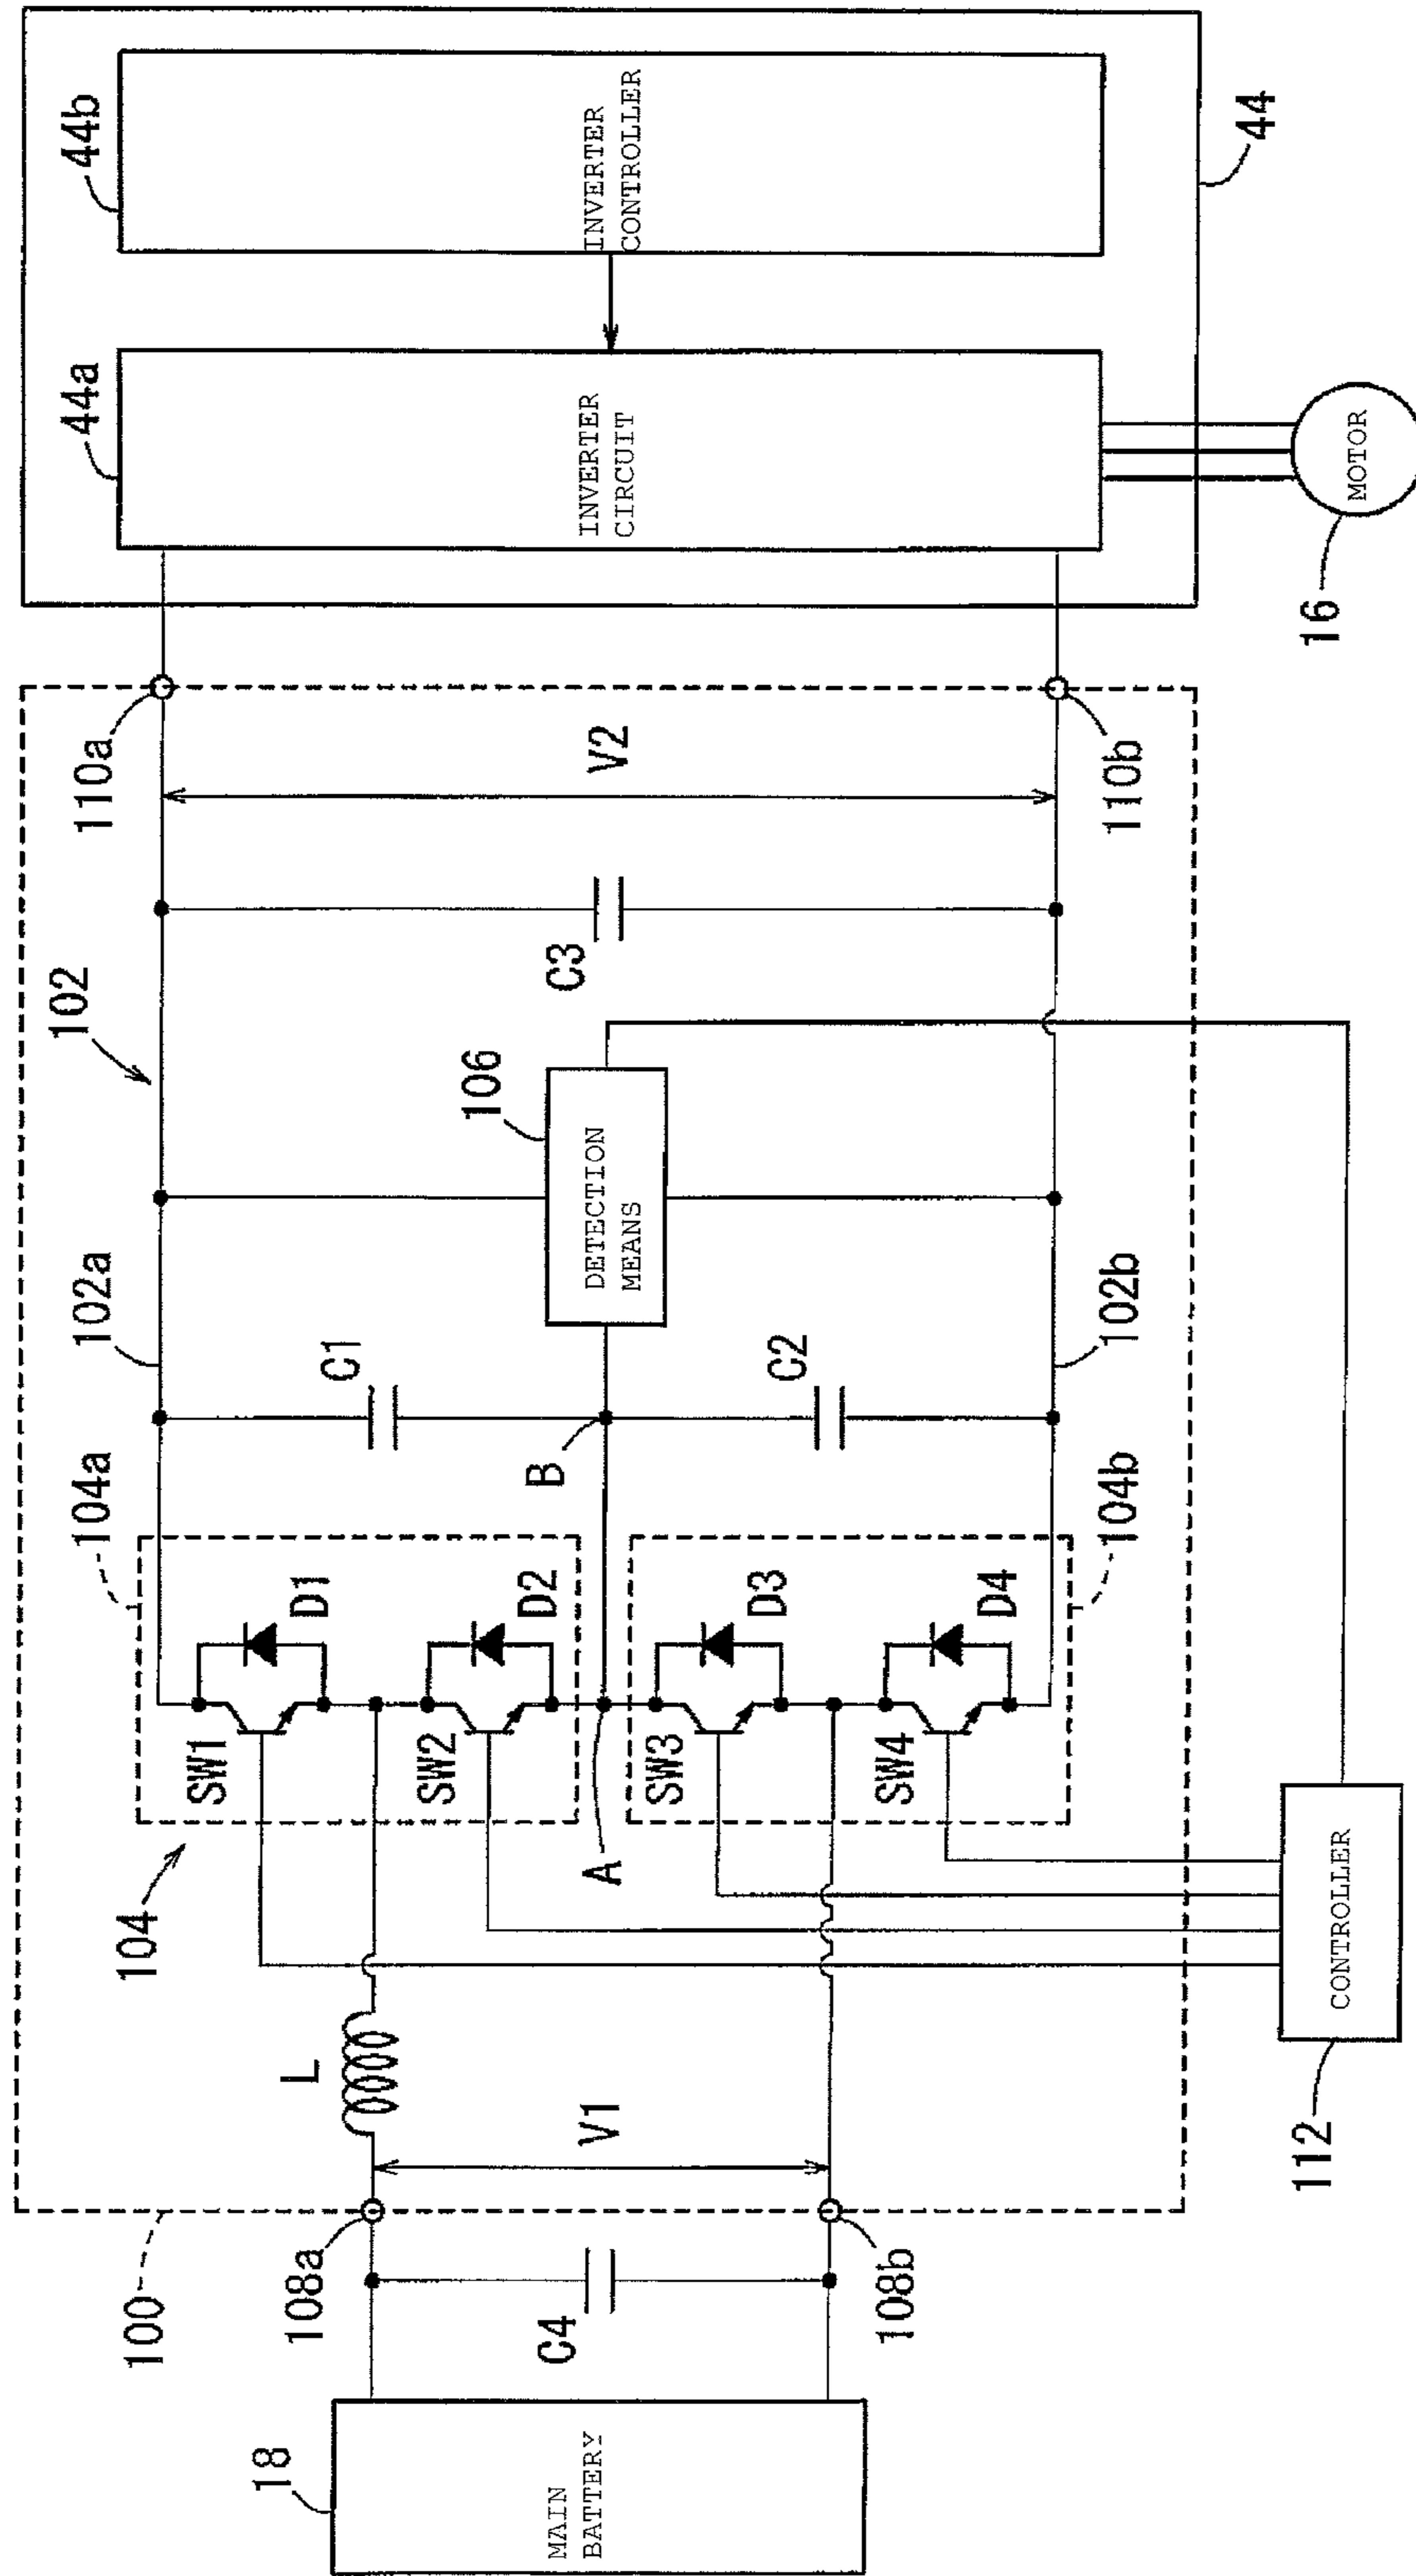 100
102
110a
44a
44b
104a
102a
104
SW1
D1
C1
106
C3
V2
INVERTER
CIRCUIT
INVERTER
CONTROLLER
108a
L
SW2
D2
B
DETECTION
MEANS
18
MAIN
BATTERY
C4
V1
A
SW3
D3
C2
108b
SW4
D4
104b
102b
110b
44
112
CONTROLLER
16
MOTOR